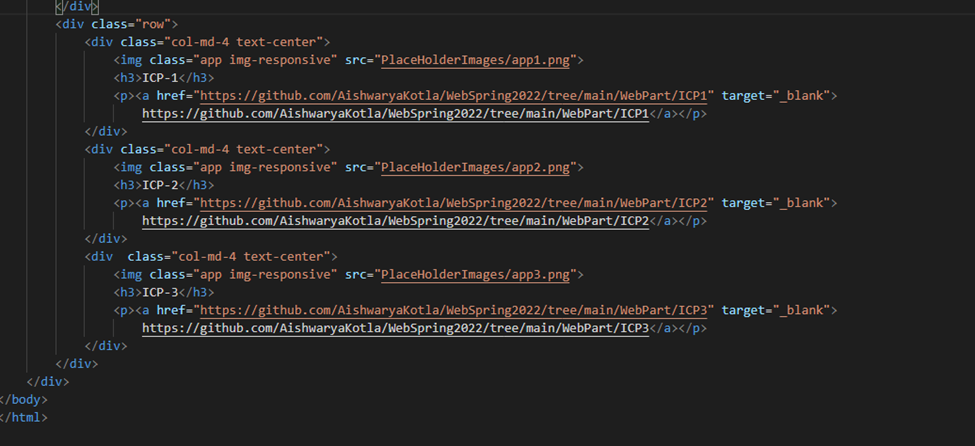 </div>
<div class="row">
<div class="col-md-4 text-center">
<img class="app img-responsive" src="PlaceHolderImages/app1.png">
<h3>ICP-1</h3>
<p><a href="https://github.com/AishwaryaKotla/WebSpring2022/tree/main/WebPart/ICP1" target="_blank">
https://github.com/AishwaryaKotla/WebSpring2022/tree/main/WebPart/ICP1</a></p>
</div>
<div class="col-md-4 text-center">
<img class="app img-responsive" src="PlaceHolderImages/app2.png">
<h3>ICP-2</h3>
<p><a href="https://github.com/AishwaryaKotla/WebSpring2022/tree/main/WebPart/ICP2" target="_blank">
https://github.com/AishwaryaKotla/WebSpring2022/tree/main/WebPart/ICP2</a></p>
</div>
<div  class="col-md-4 text-center">
<img class="app img-responsive" src="PlaceHolderImages/app3.png">
<h3>ICP-3</h3>
<p><a href="https://github.com/AishwaryaKotla/WebSpring2022/tree/main/WebPart/ICP3" target="_blank">
https://github.com/AishwaryaKotla/WebSpring2022/tree/main/WebPart/ICP3</a></p>
</div>
</div>
</div>
</body>
</html>